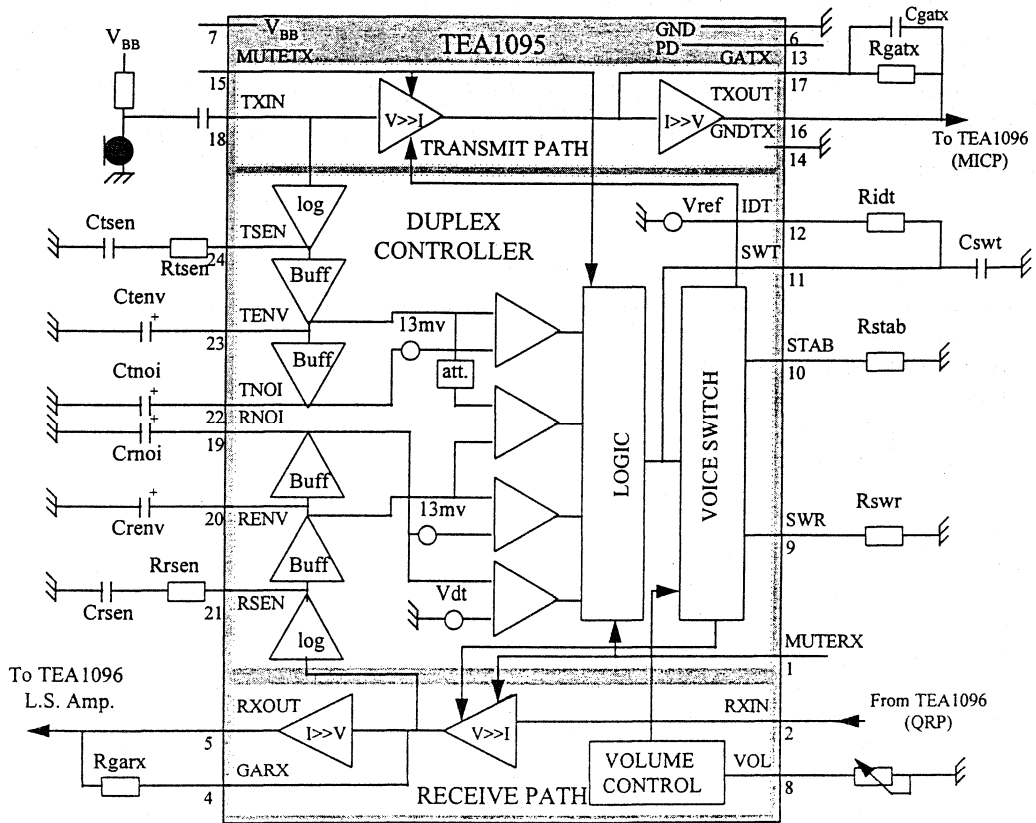 VBB
7
VBB
TEA1095
GND
6
PD
13
Cgatx
Rgatx
MUTETX
15
GATX
17
TXIN
18
V>>I
I>>V
TXOUT
16
GNDTX
14
TRANSMIT PATH
To TEA1096
(MICP)
log
DUPLEX
CONTROLLER
Vref
IDT
12
Ridt
Ctsen
Rtsen
TSEN
24
SWT
11
Cswt
Buff
Ctenv
+
TENV
23
13mv
Buff
att.
STAB
10
Rstab
Ctnoi
+
TNOI
22
RNOI
19
+
Crnoi
LOGIC
VOICE SWITCH
Buff
+
Crenv
20
RENV
13mv
SWR
9
Rswr
Buff
Rrsen
Crsen
21
RSEN
Vdt
log
MUTERX
1
To TEA1096
L.S. Amp.
RXOUT
5
I>>V
V>>I
RXIN
2
From TEA1096
(QRP)
Rgarx
GARX
4
VOLUME
CONTROL
VOL
8
RECEIVE PATH